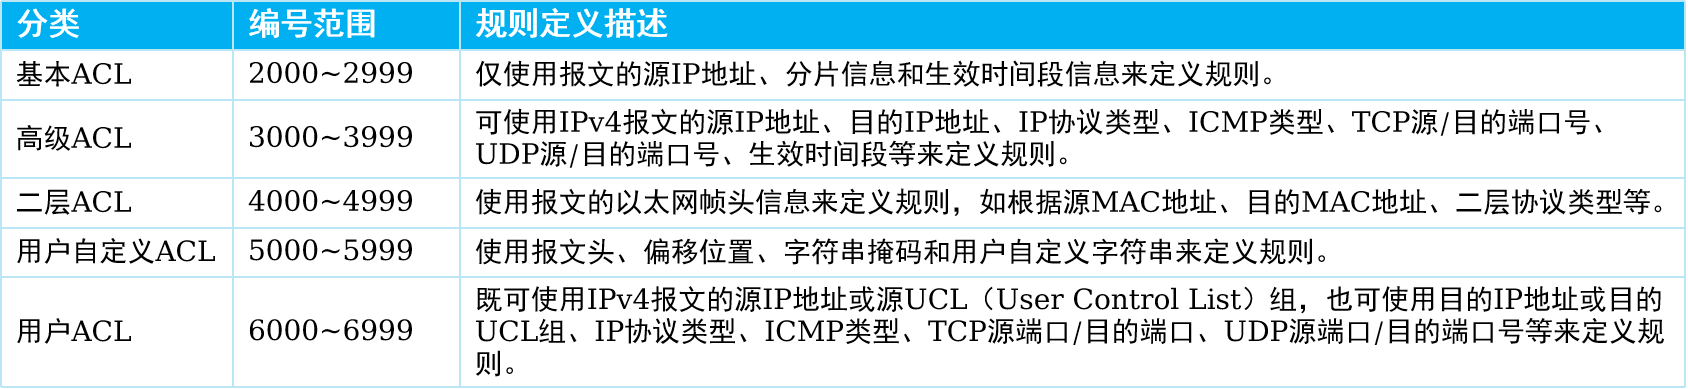 分类 编号范围 规则定义描述
基本ACL 2000~2999 仅使用报文的源IP地址、分片信息和生效时间段信息来定义规则。
高级ACL 3000~3999 可使用IPv4报文的源IP地址、目的IP地址、IP协议类型、ICMP类型、TCP源/目的端口号、
UDP源/目的端口号、生效时间段等来定义规则。
二层ACL 4000~4999 使用报文的以太网帧头信息来定义规则，如根据源MAC地址、目的MAC地址、二层协议类型等。
用户自定义ACL 5000~5999 使用报文头、偏移位置、字符串掩码和用户自定义字符串来定义规则。
用户ACL 6000~6999 既可使用IPv4报文的源IP地址或源UCL（User Control List）组，也可使用目的IP地址或目的
UCL组、IP协议类型、ICMP类型、TCP源端口/目的端口、UDP源端口/目的端口号等来定义规
则。